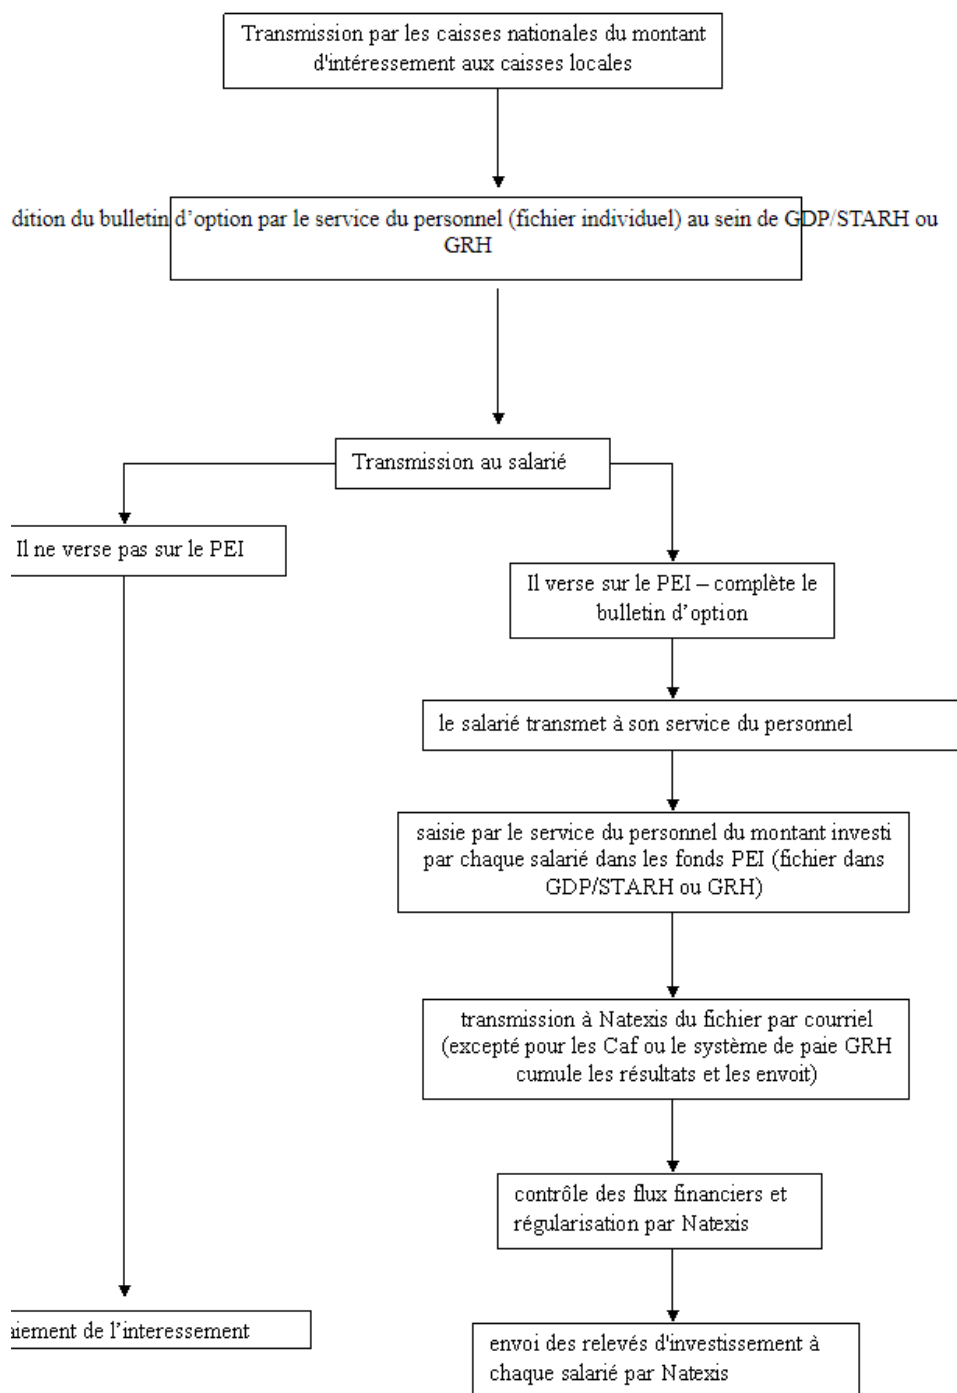 Transmission par les caisses nationales du montant
d'intéressement aux caisses locales
dition du bulletin d’option par le service du personnel (fichier individuel) au sein de GDP/STARH ou
GRH
Transmission au salarié
Il ne verse pas sur le PEI
Il verse sur le PEI – complète le
bulletin d’option
le salarié transmet à son service du personnel
saisie par le service du personnel du montant investi
par chaque salarié dans les fonds PEI (fichier dans
GDP/STARH ou GRH)
transmission à Natexis du fichier par courriel
(excepté pour les Caf ou le système de paie GRH
cumule les résultats et les envoit)
contrôle des flux financiers et
régularisation par Natexis
aiement de l’interessement
envoi des relevés d'investissement à
chaque salarié par Natexis